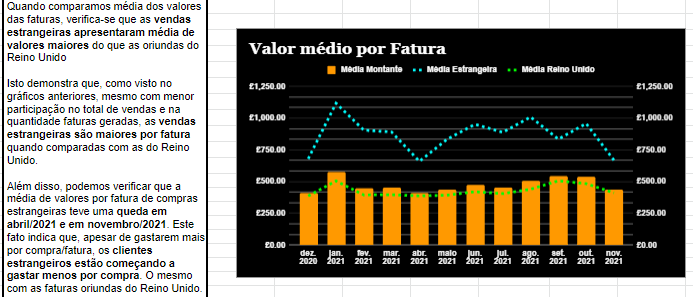 Quando comparamos média dos valores
das faturas, verifica-se que as vendas
estrangeiras apresentaram média de
valores maiores do que as oriundas do
Reino Unido
Isto demonstra que, como visto no
gráficos anteriores, mesmo com menor
participação no total de vendas e na
quantidade faturas geradas, as vendas
estrangeiras são maiores por fatura
quando comparadas com as do Reino
Unido.
Além disso, podemos verificar que a
média de valores por fatura de compras
estrangeiras teve uma queda em
abril/2021 e em novembro/2021. Este
fato indica que, apesar de gastarem mais
por compra/fatura, os clientes
estrangeiros estão começando a
gastar menos por compra. O mesmo
com as faturas oriundas do Reino Unido.
Valor médio por Fatura
Média Montante Média Estrangeira Média Reino Unido
£1,250.00 £1,250.00
£1,000.00 £1,000.00
£750.00 £750.00
£500.00 £500.00
£250.00 £250.00
£0.00 £0.00
dez. jan. fev. mar. abr. mai. jun. jul. ago. set. out. nov.
2020 2021 2021 2021 2021 2021 2021 2021 2021 2021 2021 2021